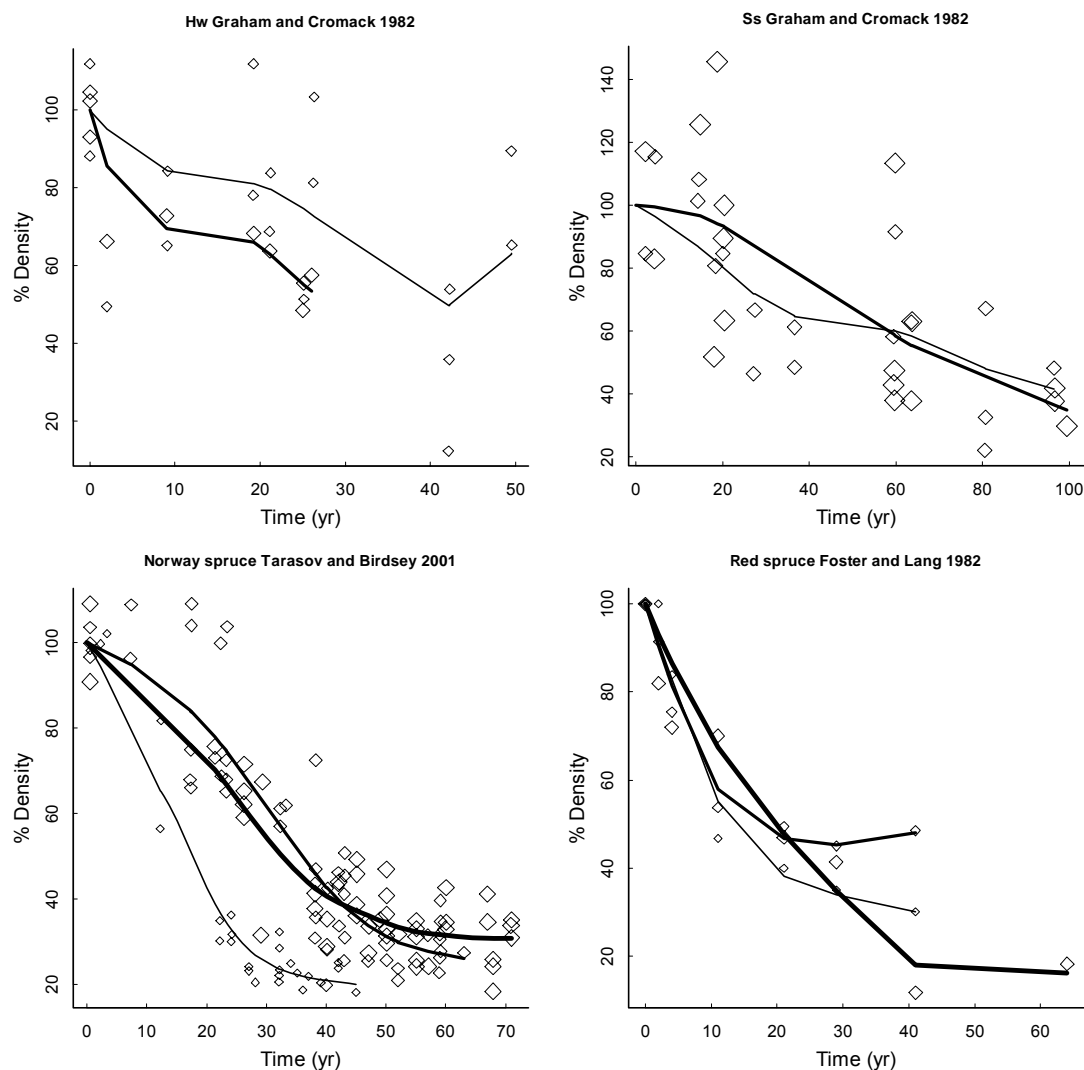 Hw Graham and Cromack 1982
% Density
100
80
60
40
20
0 10 20 30 40 50
Time (yr)
Ss Graham and Cromack 1982
% Density
140
120
100
80
60
40
20
0 20 40 60 80 100
Time (yr)
Norway spruce Tarasov and Birdsey 2001
% Density
100
80
60
40
20
0 10 20 30 40 50 60 70
Time (yr)
Red spruce Foster and Lang 1982
% Density
100
80
60
40
20
0 10 20 30 40 50 60
Time (yr)